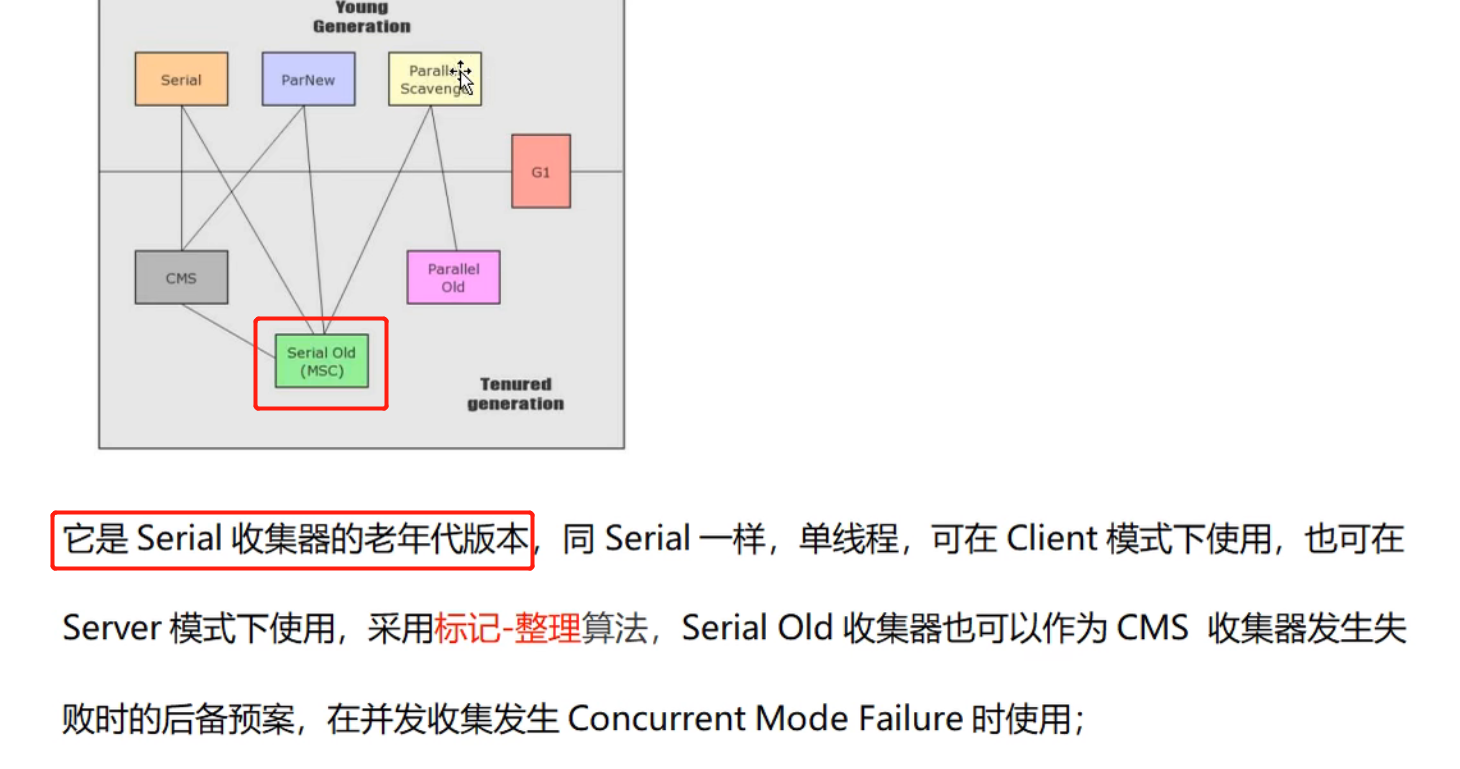 Young
Generation
Serial
ParNew
Parall
Scavenge
G1
CMS
Parallel
Old
Serial Old
(MSC)
Tenured
generation
它是 Serial 收集器的老年代版本，同 Serial 一样，单线程，可在 Client 模式下使用，也可在
Server 模式下使用，采用标记-整理算法，Serial Old 收集器也可以作为 CMS 收集器发生失
败时的后备预案，在并发收集发生 Concurrent Mode Failure 时使用；